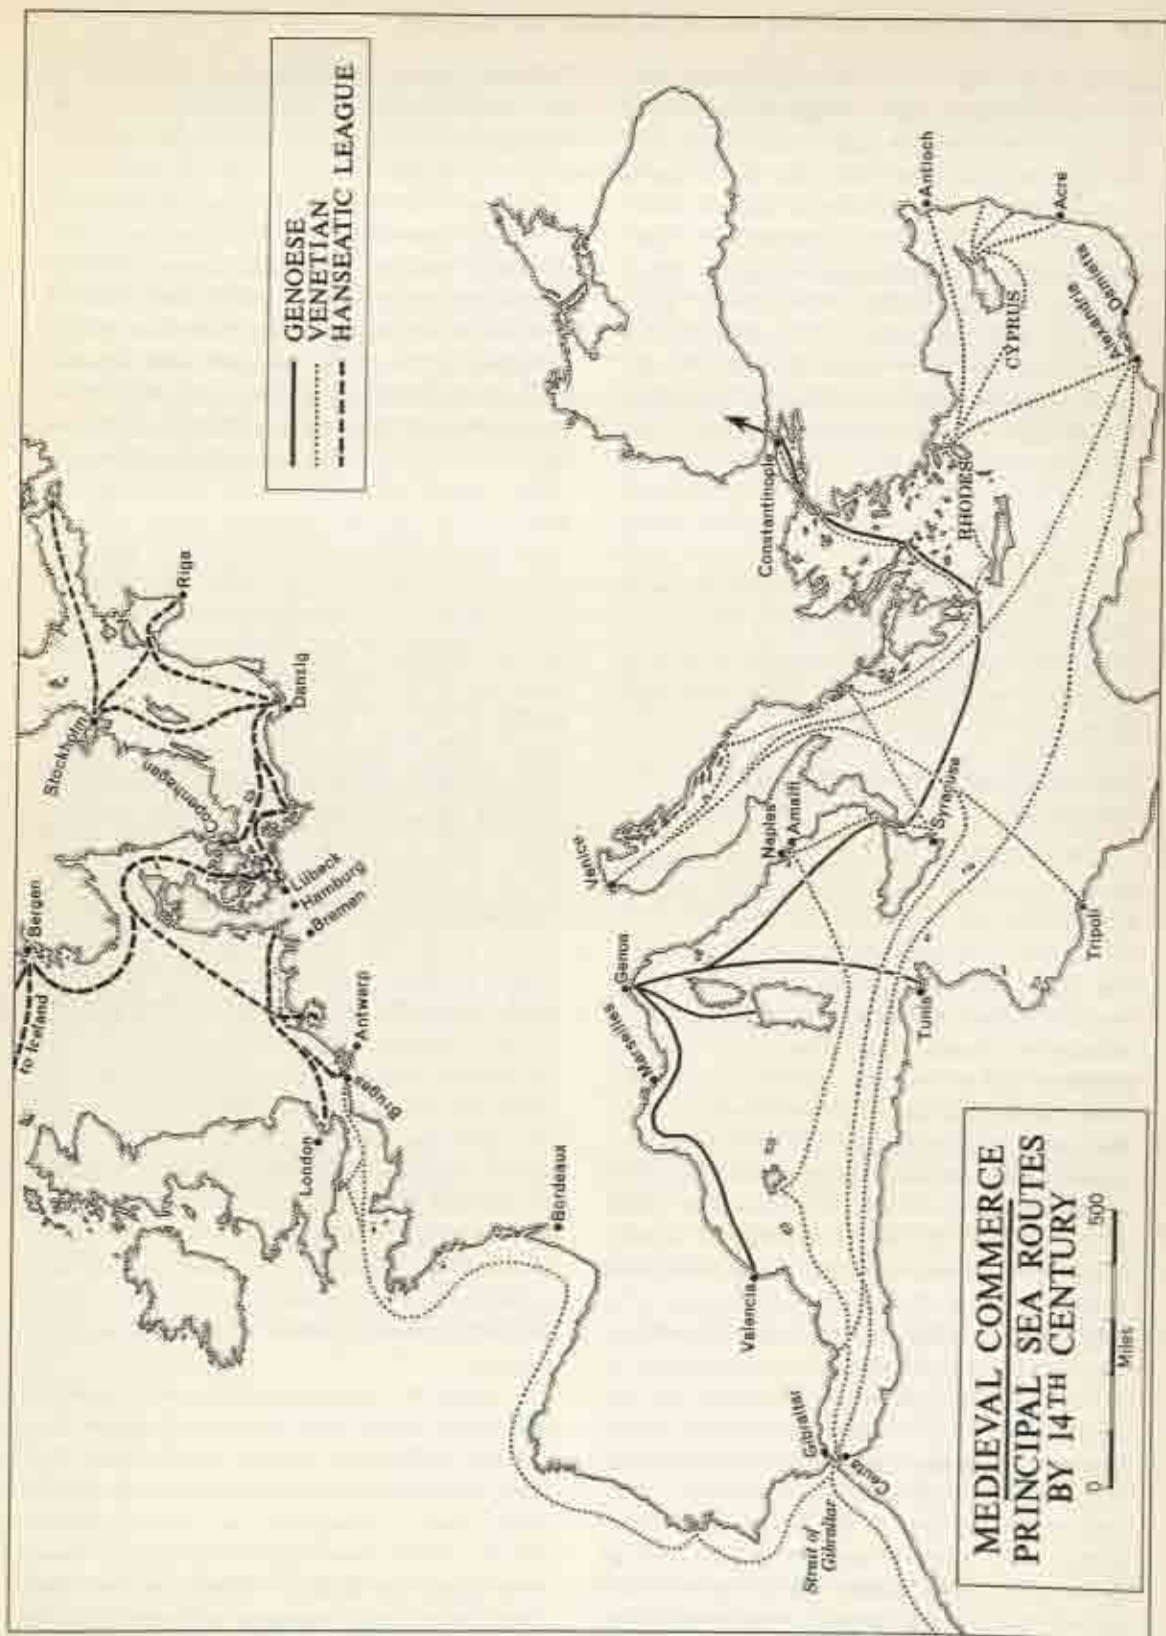 GENOESE
VENETIAN
HANSEATIC LEAGUE
to Iceland
Bergen
Stockholm
Riga
Copenhagen
Danzig
Lübeck
Hamburg
Bremen
London
Antwerp
Bruges
Bordeaux
Venice
Genoa
Marseilles
Constantinople
Naples
Amalfi
Valencia
Antioch
RHODES
CYPRUS
Acre
Syracuse
Gibraltar
Ceuta
Strait of
Gibraltar
Tunis
Tripoli
Alexandria
Damietta
MEDIEVAL COMMERCE
PRINCIPAL SEA ROUTES
BY 14TH CENTURY
0 500
Miles